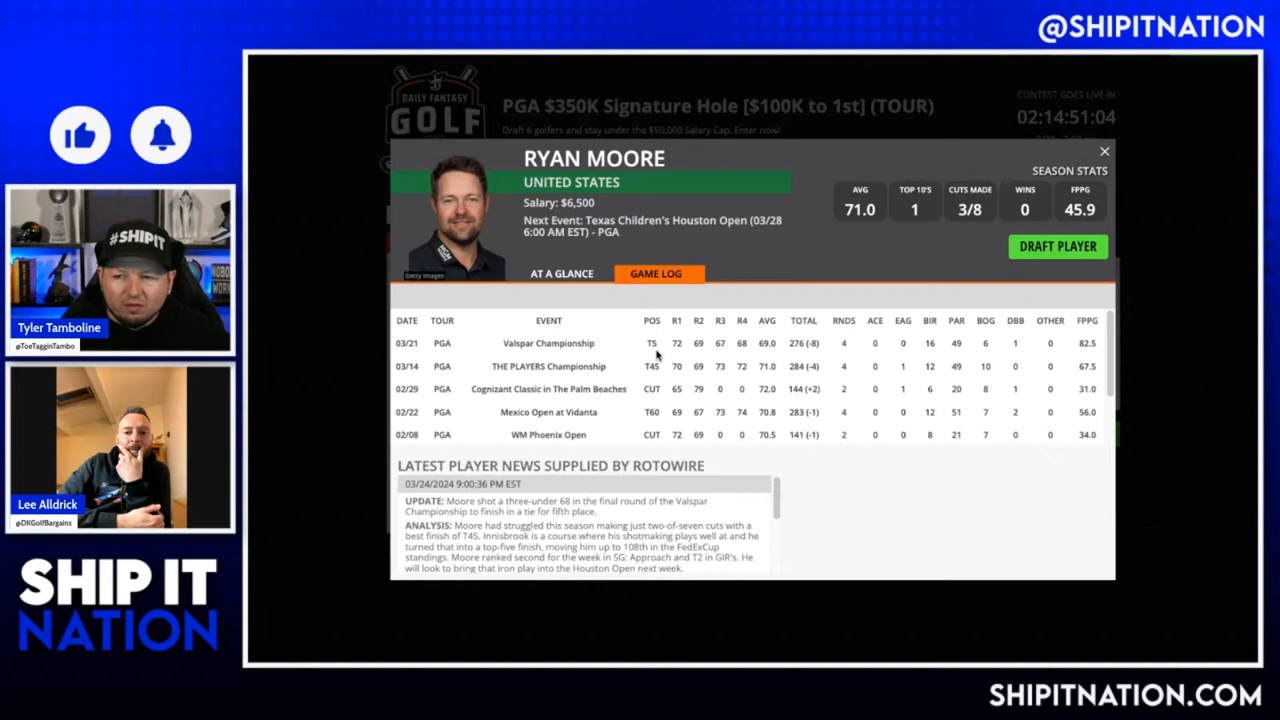 @SHIPITNATION
DAILY FANTASY
GOLF
PGA $350K Signature Hole [$100K to 1st] (TOUR)
Draft 6 golfers and stay under the $50,000 Salary Cap. Enter now!
CONTEST GOES LIVE IN
02:14:51:04
RYAN MOORE
UNITED STATES
Salary: $6,500
Next Event: Texas Children's Houston Open (03/28
6:00 AM EST) - PGA
Getty Images
SEASON STATS
AVG TOP 10'S CUTS MADE WINS FPPG
71.0 1 3/8 0 45.9
DRAFT PLAYER
AT A GLANCE GAME LOG
DATE TOUR EVENT POS R1 R2 R3 R4 AVG TOTAL RNDS ACE EAG BIR PAR BOG DBB OTHER FPPG
03/21 PGA Valspar Championship T5 72 69 67 68 69.0 276 (-8) 4 0 0 16 49 6 1 0 82.5
03/14 PGA THE PLAYERS Championship T45 70 69 73 72 71.0 284 (-4) 4 0 1 12 49 10 0 0 67.5
02/29 PGA Cognizant Classic in The Palm Beaches CUT 65 79 0 0 72.0 144 (+2) 2 0 1 6 20 8 1 0 31.0
02/22 PGA Mexico Open at Vidanta T60 69 67 73 74 70.8 283 (-1) 4 0 0 12 51 7 2 0 56.0
02/08 PGA WM Phoenix Open CUT 72 69 0 0 70.5 141 (-1) 2 0 0 8 21 7 0 0 34.0
LATEST PLAYER NEWS SUPPLIED BY ROTOWIRE
03/24/2024 9:00:36 PM EST
UPDATE: Moore shot a three-under 68 in the final round of the Valspar
Championship to finish in a tie for fifth place.
ANALYSIS: Moore had struggled this season making just two-of-seven cuts with a
best finish of T45. Innisbrook is a course where his shotmaking plays well at and he
turned that into a top-five finish, moving him up to 108th in the FedExCup
standings. Moore ranked second for the week in SG: Approach and T2 in GIR's. He
will look to bring that iron play into the Houston Open next week.
#SHIPIT
Tyler Tamboline
@ToeTagginTambo
Lee Alldrick
@DKGolfBargains
SHIP IT
NATION
SHIPITNATION.COM